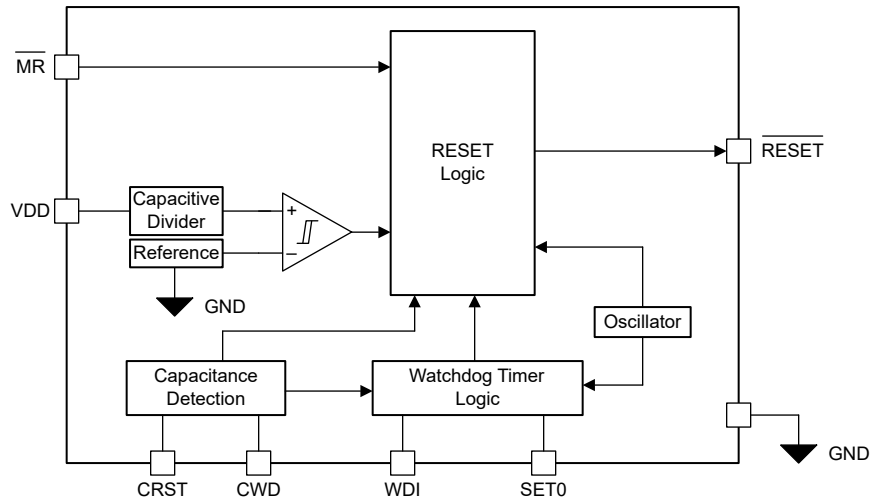 MR
RESET
Logic
RESET
VDD
Capacitive
Divider
+
Reference
−
GND
Oscillator
Capacitance
Detection
Watchdog Timer
Logic
GND
CRST
CWD
WDI
SET0